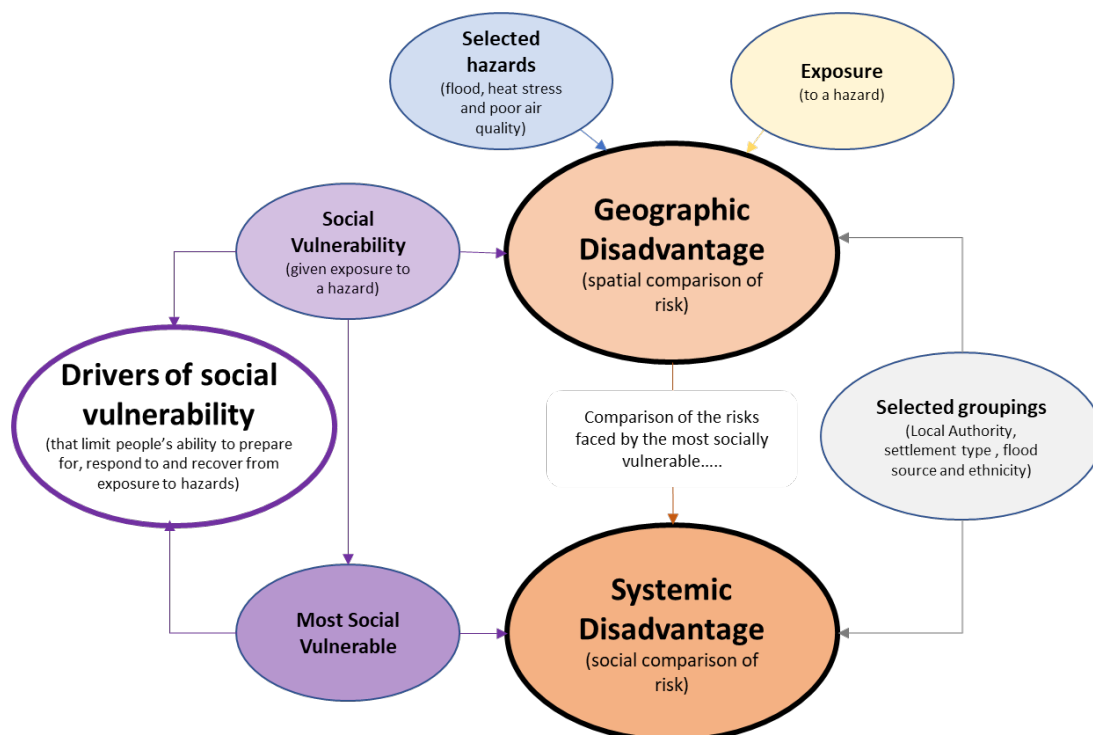 Selected
hazards
(flood, heat stress
and poor air
quality)
Exposure
(to a hazard)
Social
Vulnerability
(given exposure to
a hazard)
Geographic
Disadvantage
(spatial comparison of
risk)
Drivers of social
vulnerability
(that limit people’s ability to prepare
for, respond to and recover from
exposure to hazards)
Comparison of the risks
faced by the most socially
vulnerable.....
Selected groupings
(Local Authority,
settlement type , flood
source and ethnicity)
Most Social
Vulnerable
Systemic
Disadvantage
(social comparison of
risk)